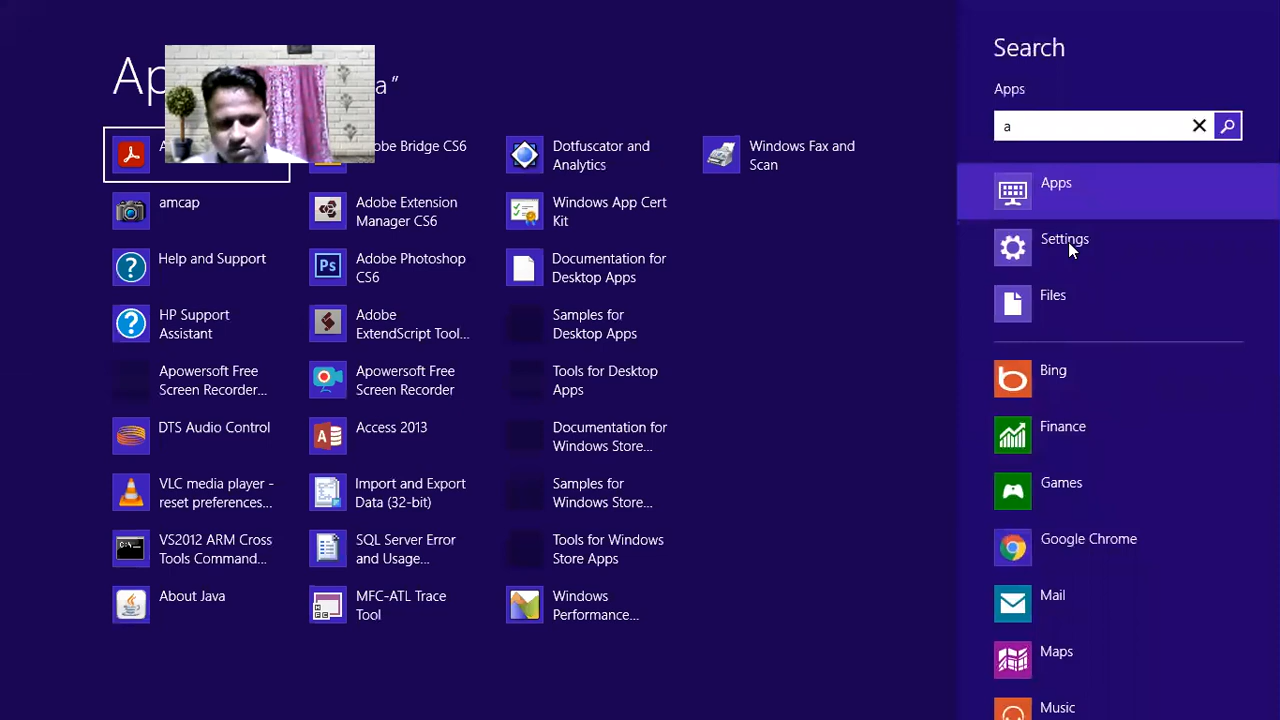 Ap a”
A
amcap
Help and Support
HP Support
Assistant
Apowersoft Free
Screen Recorder...
DTS Audio Control
VLC media player -
reset preferences...
VS2012 ARM Cross
Tools Command...
About Java
obe Bridge CS6
Adobe Extension
Manager CS6
Adobe Photoshop
CS6
Adobe
ExtendScript Tool...
Apowersoft Free
Screen Recorder
Access 2013
Import and Export
Data (32-bit)
SQL Server Error
and Usage...
MFC-ATL Trace
Tool
Dotfuscator and
Analytics
Windows App Cert
Kit
Documentation for
Desktop Apps
Samples for
Desktop Apps
Tools for Desktop
Apps
Documentation for
Windows Store...
Samples for
Windows Store...
Tools for Windows
Store Apps
Windows
Performance...
Windows Fax and
Scan
Search
Apps
a
Apps
Settings
Files
Bing
Finance
Games
Google Chrome
Mail
Maps
Music